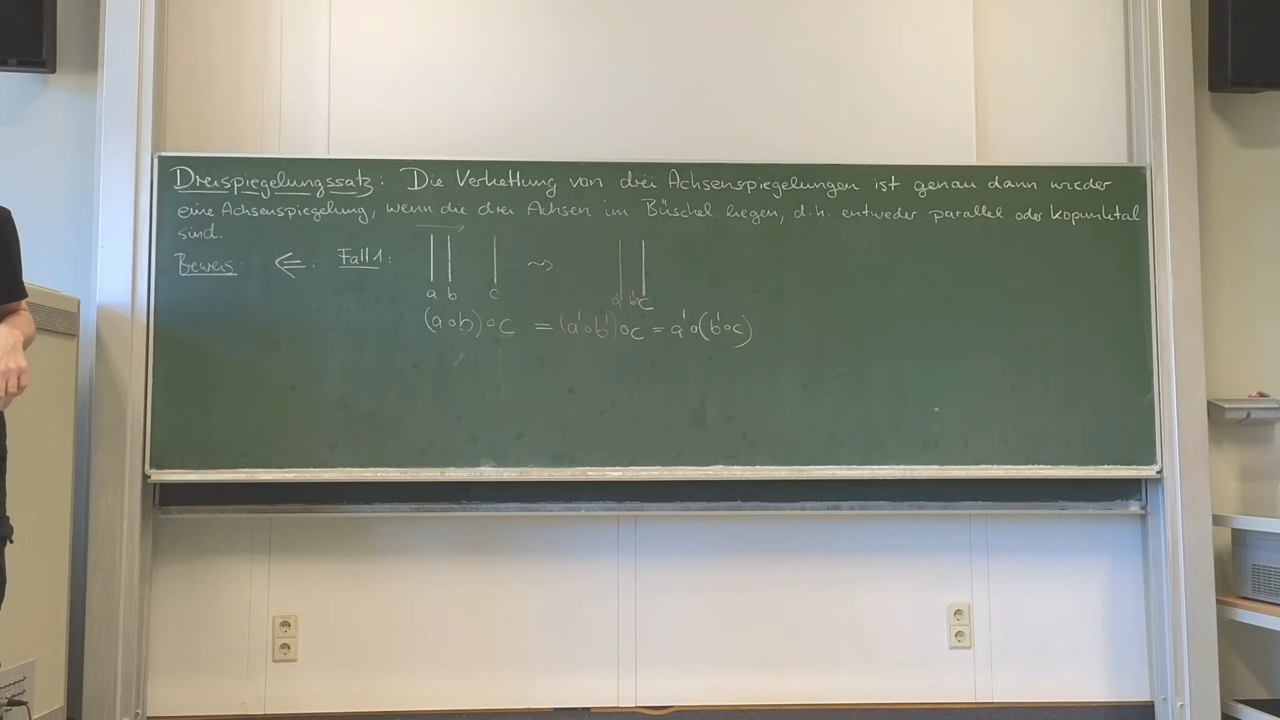 Dreispiegelungssatz: Die Verkettung von drei Achsenspiegelungen ist genau dann wieder
eine Achsenspiegelung, wenn die drei Achsen im Büschel liegen, d.h. entweder parallel oder kopunktal
sind.
Beweis: ⇐: Fall 1: ⇝
a b c a' b' c
(a∘b)∘c = (a'∘b')∘c = a'∘(b'∘c)